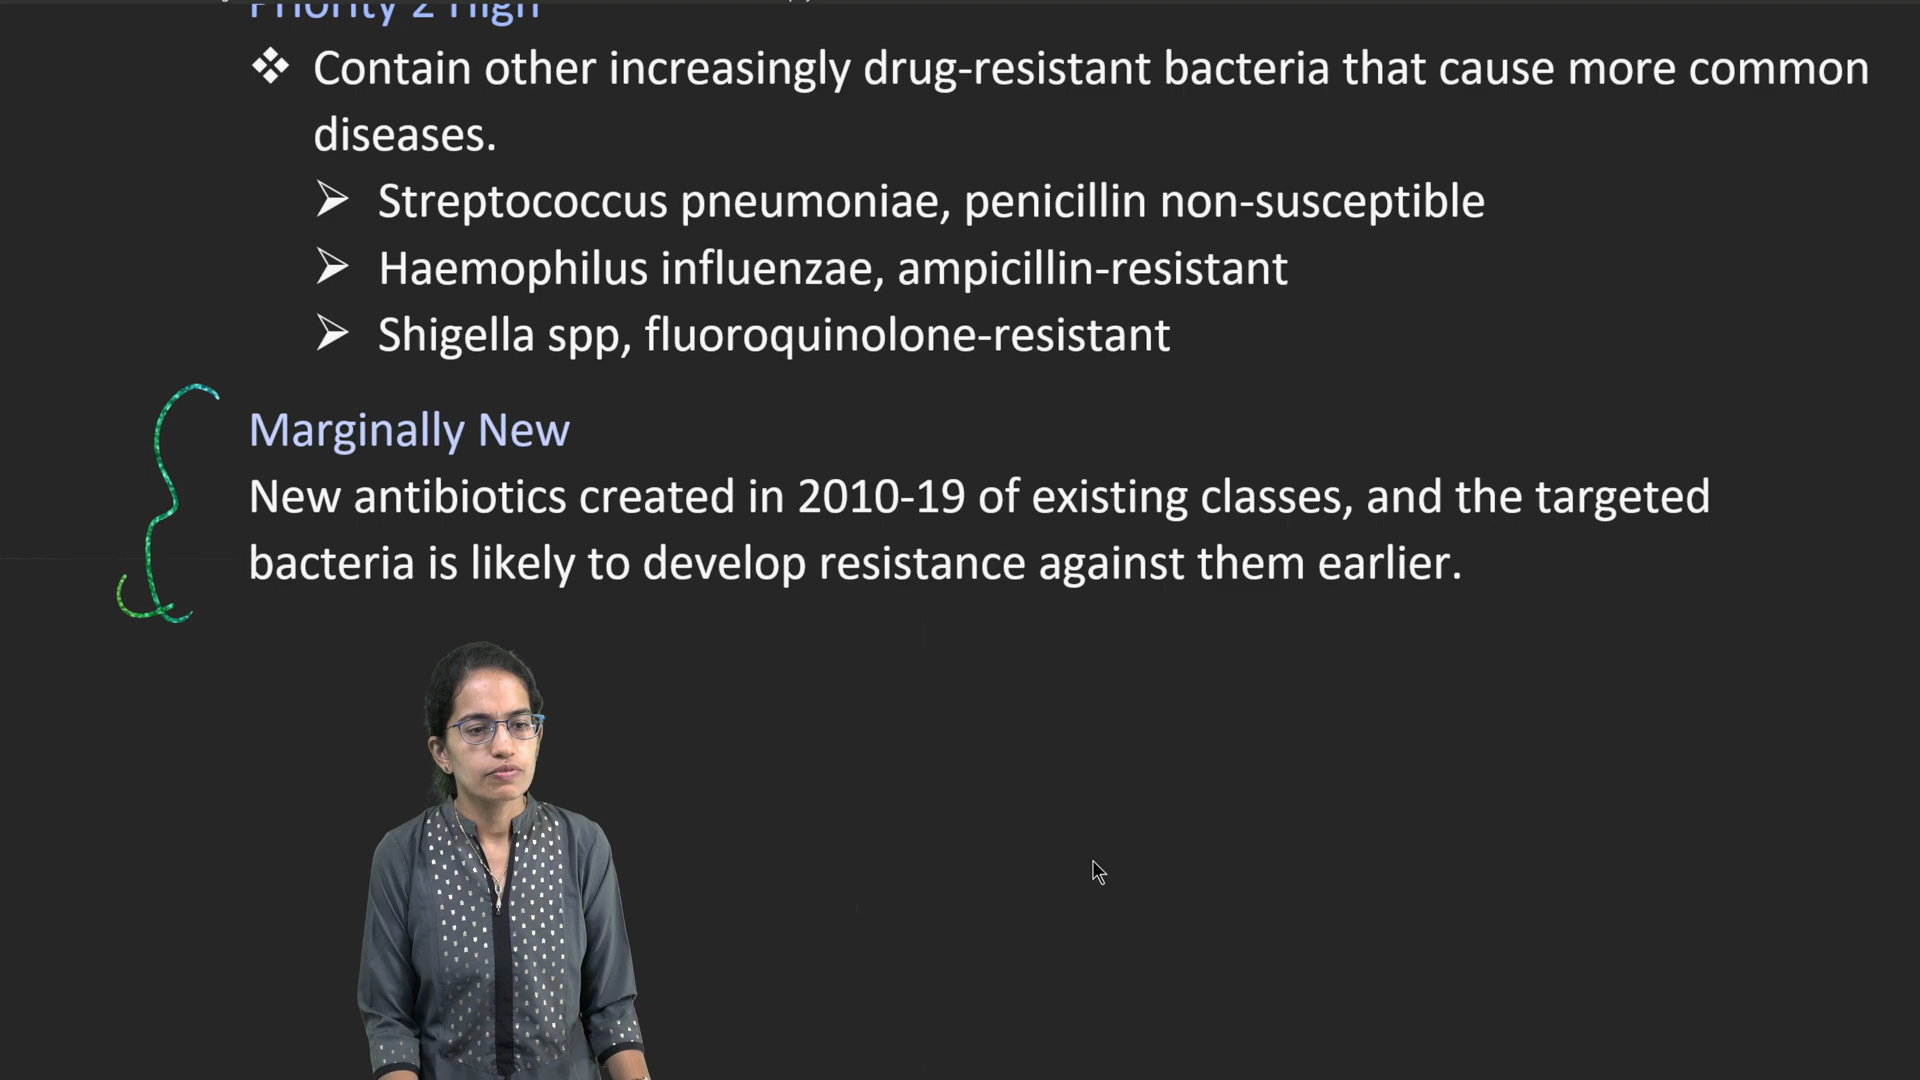 Priority 2 High
❖ Contain other increasingly drug-resistant bacteria that cause more common
diseases.
➢ Streptococcus pneumoniae, penicillin non-susceptible
➢ Haemophilus influenzae, ampicillin-resistant
➢ Shigella spp, fluoroquinolone-resistant
Marginally New
New antibiotics created in 2010-19 of existing classes, and the targeted
bacteria is likely to develop resistance against them earlier.